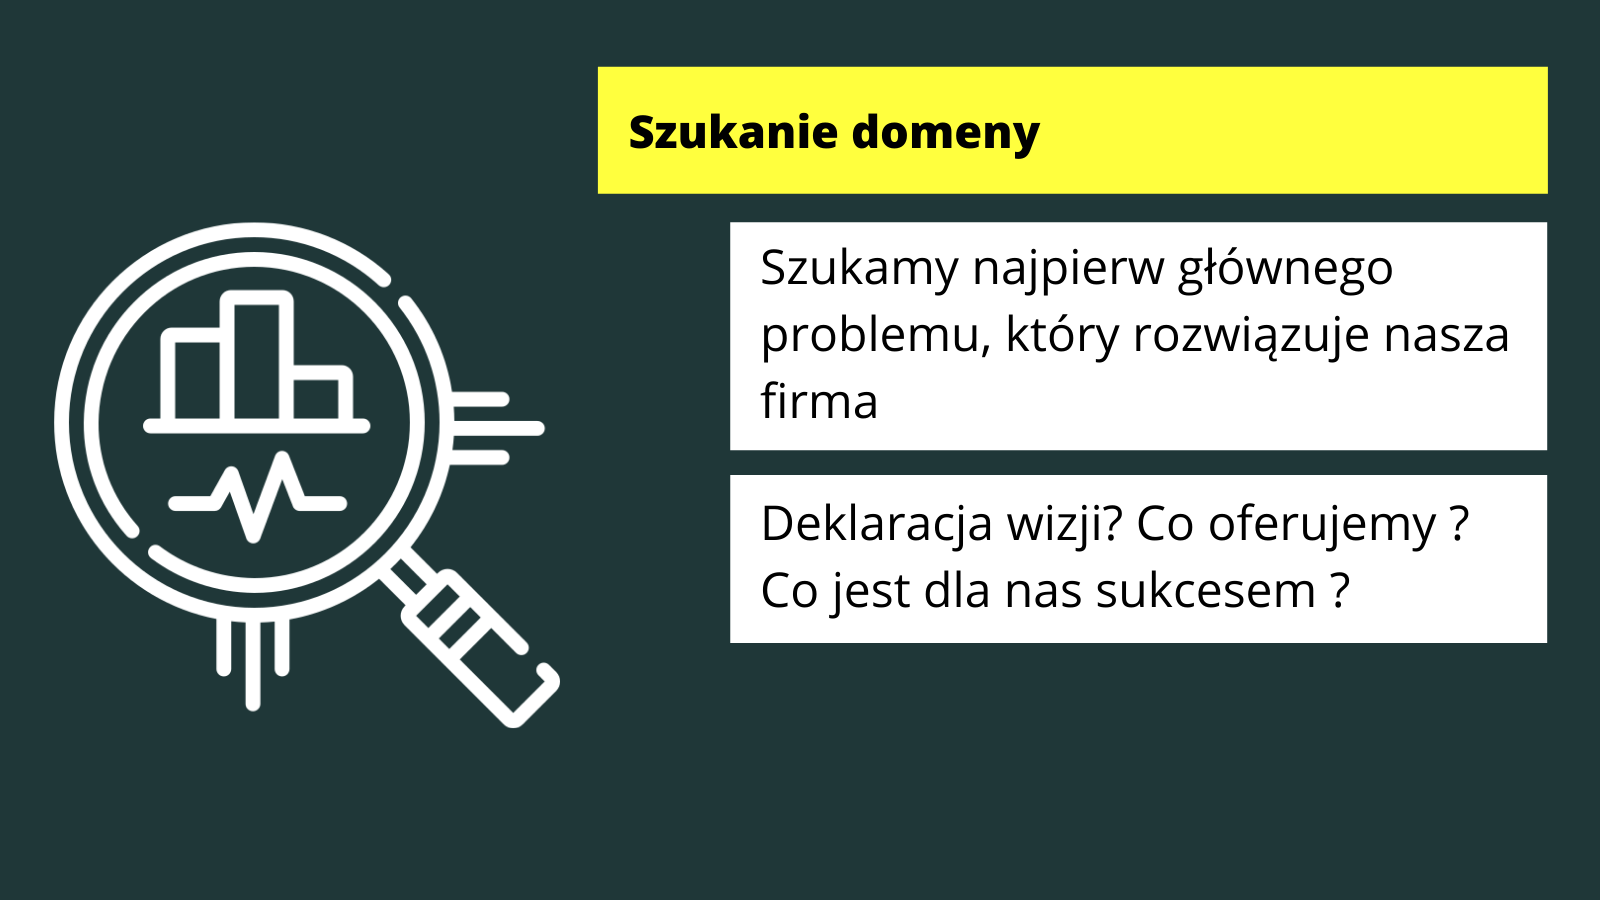 Szukanie domeny
Szukamy najpierw głównego
problemu, który rozwiązuje nasza
firma
Deklaracja wizji? Co oferujemy ?
Co jest dla nas sukcesem ?